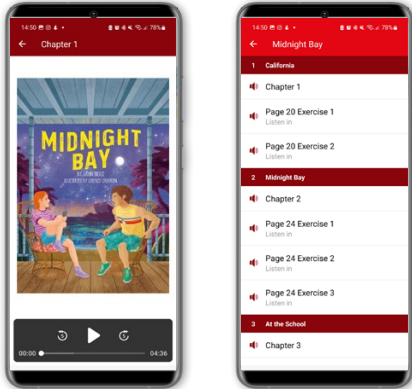 14:50
78%
Chapter 1
MIDNIGHT
BAY
00:00
04:36
14:50
78%
Midnight Bay
1 California
Chapter 1
Page 20 Exercise 1
Listen in
Page 20 Exercise 2
Listen in
2 Midnight Bay
Chapter 2
Page 24 Exercise 1
Listen in
Page 24 Exercise 2
Listen in
Page 24 Exercise 3
Listen in
3 At the School
Chapter 3